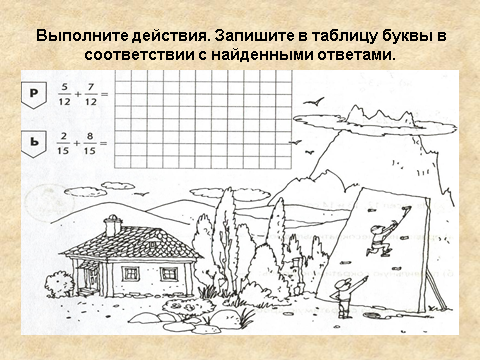 Выполните действия. Запишите в таблицу буквы в
соответствии с найденными ответами.
Р 5/12 + 7/12 =
Ь 2/15 + 8/15 =